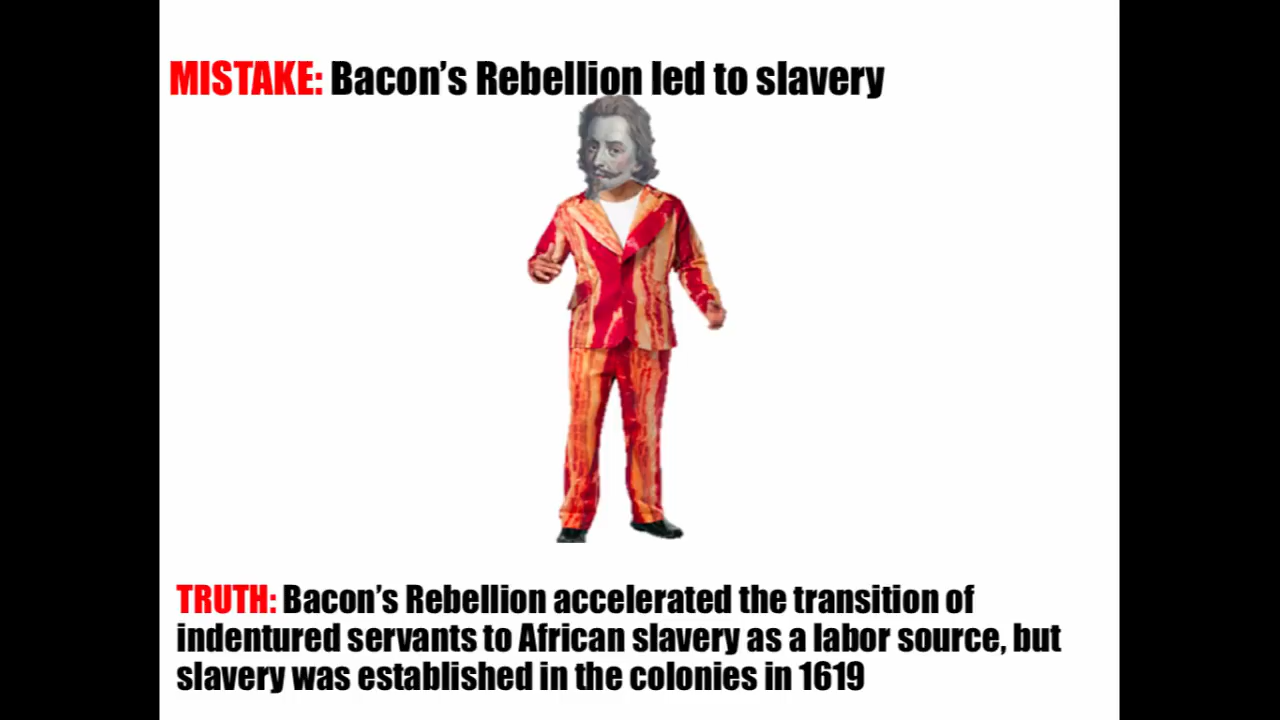 MISTAKE: Bacon’s Rebellion led to slavery
TRUTH: Bacon’s Rebellion accelerated the transition of
indentured servants to African slavery as a labor source, but
slavery was established in the colonies in 1619